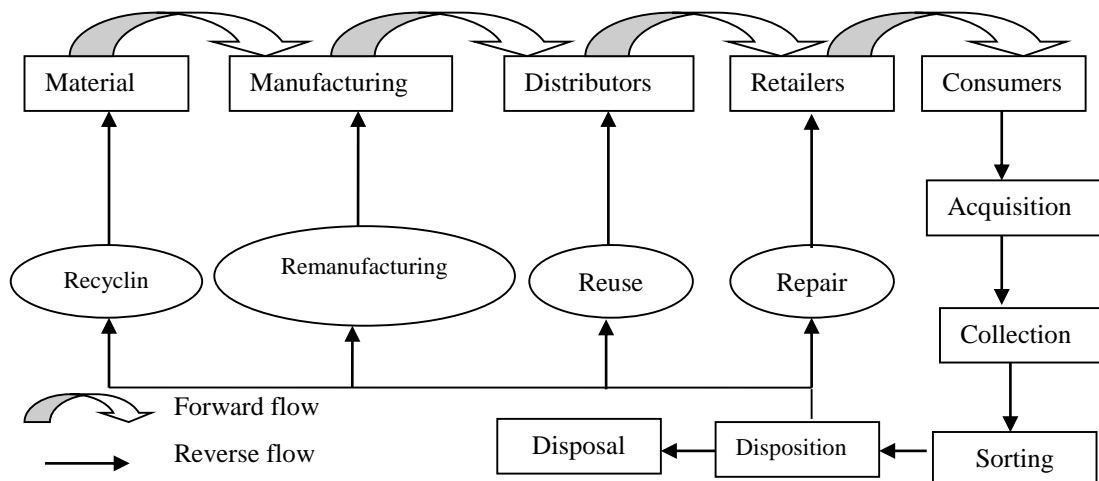 Material
Manufacturing
Distributors
Retailers
Consumers
Acquisition
Recyclin
Remanufacturing
Reuse
Repair
Collection
Forward flow
Reverse flow
Disposal
Disposition
Sorting